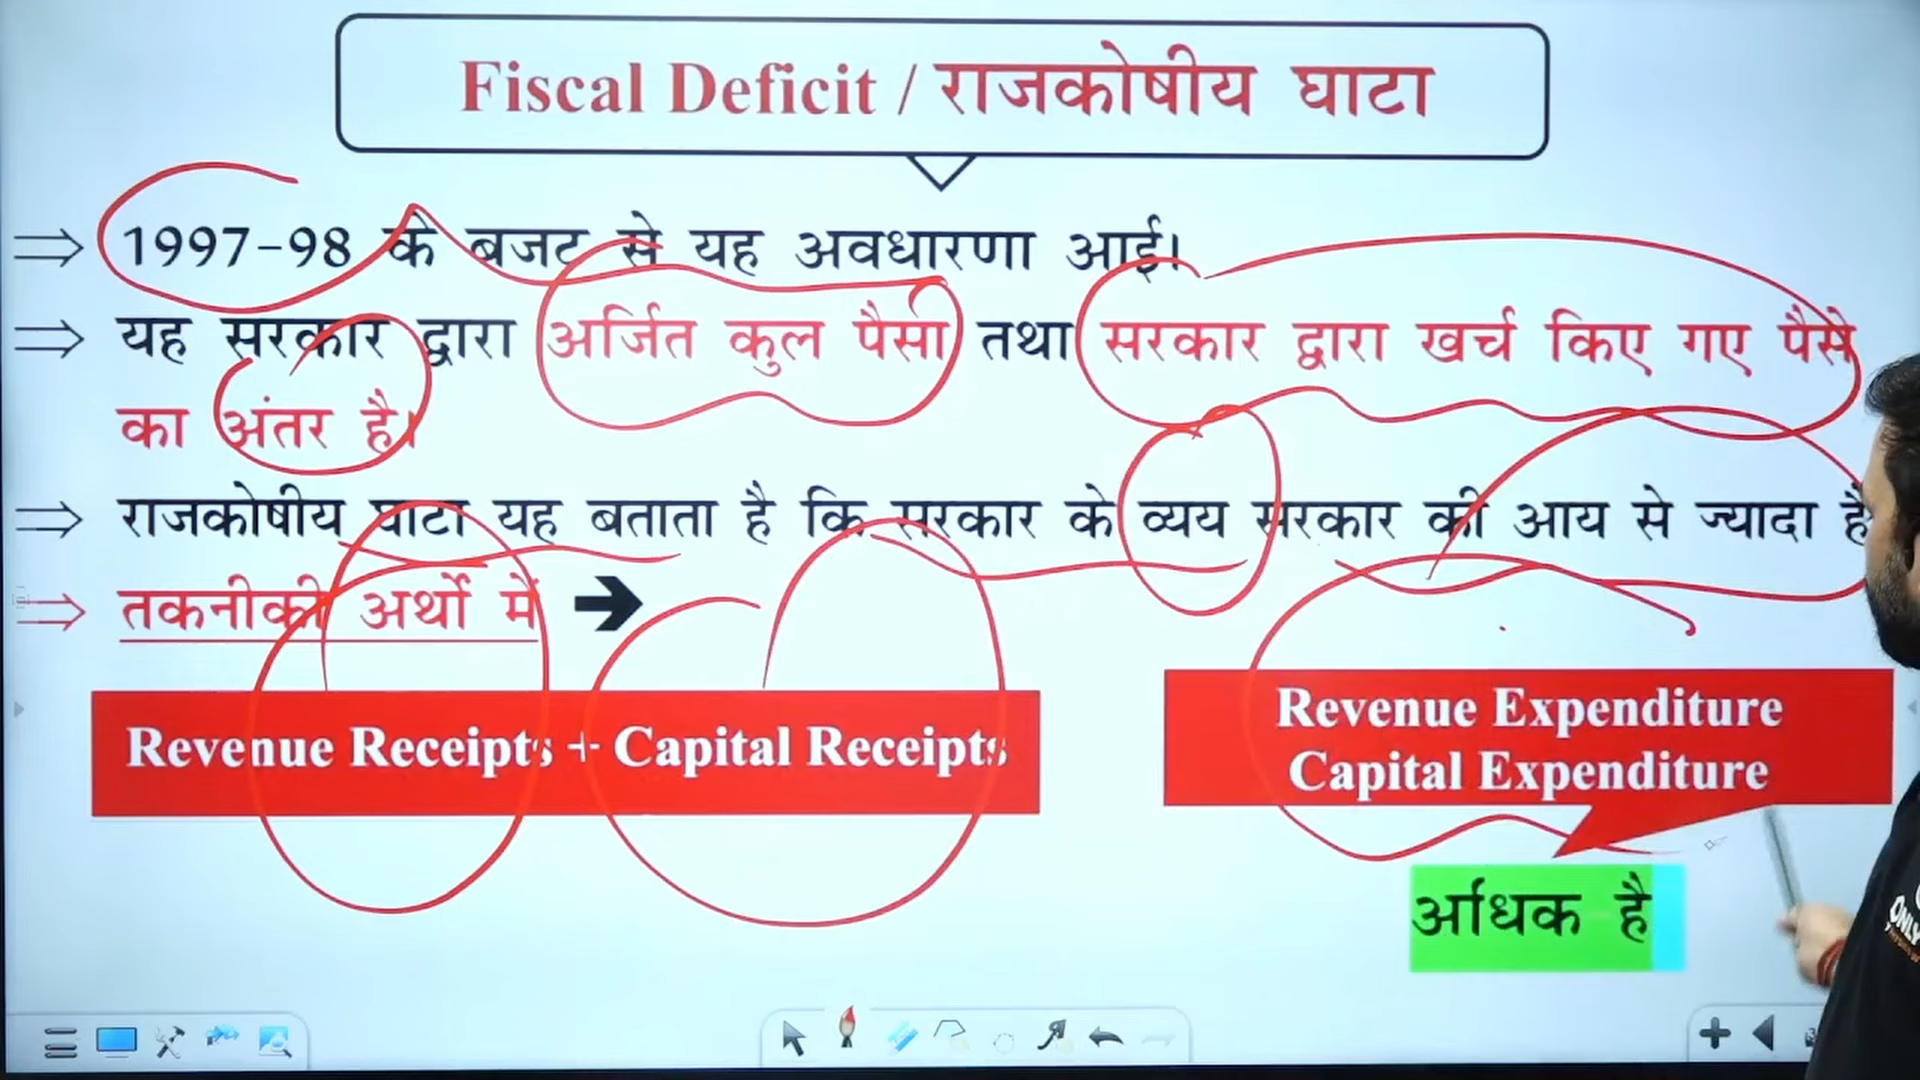 Fiscal Deficit / राजकोषीय घाटा
⇒ 1997-98 के बजट से यह अवधारणा आई।
⇒ यह सरकार द्वारा अर्जित कुल पैसा तथा सरकार द्वारा खर्च किए गए पैसे
का अंतर है।
⇒ राजकोषीय घाटा यह बताता है कि सरकार के व्यय सरकार की आय से ज्यादा है
⇒ तकनीकी अर्थो में ➔
Revenue Receipts + Capital Receipts
Revenue Expenditure
Capital Expenditure
अधिक है
ONLY